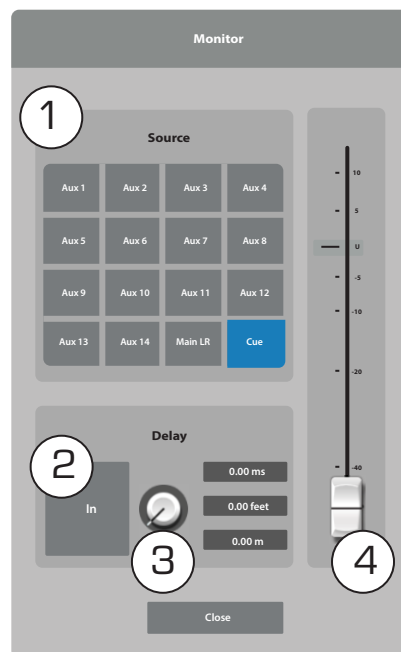 Monitor
1
Source
Aux 1 Aux 2 Aux 3 Aux 4
Aux 5 Aux 6 Aux 7 Aux 8
Aux 9 Aux 10 Aux 11 Aux 12
Aux 13 Aux 14 Main LR Cue
10
5
U
-5
-10
-20
-40
2
Delay
In
0.00 ms
0.00 feet
0.00 m
3
4
Close